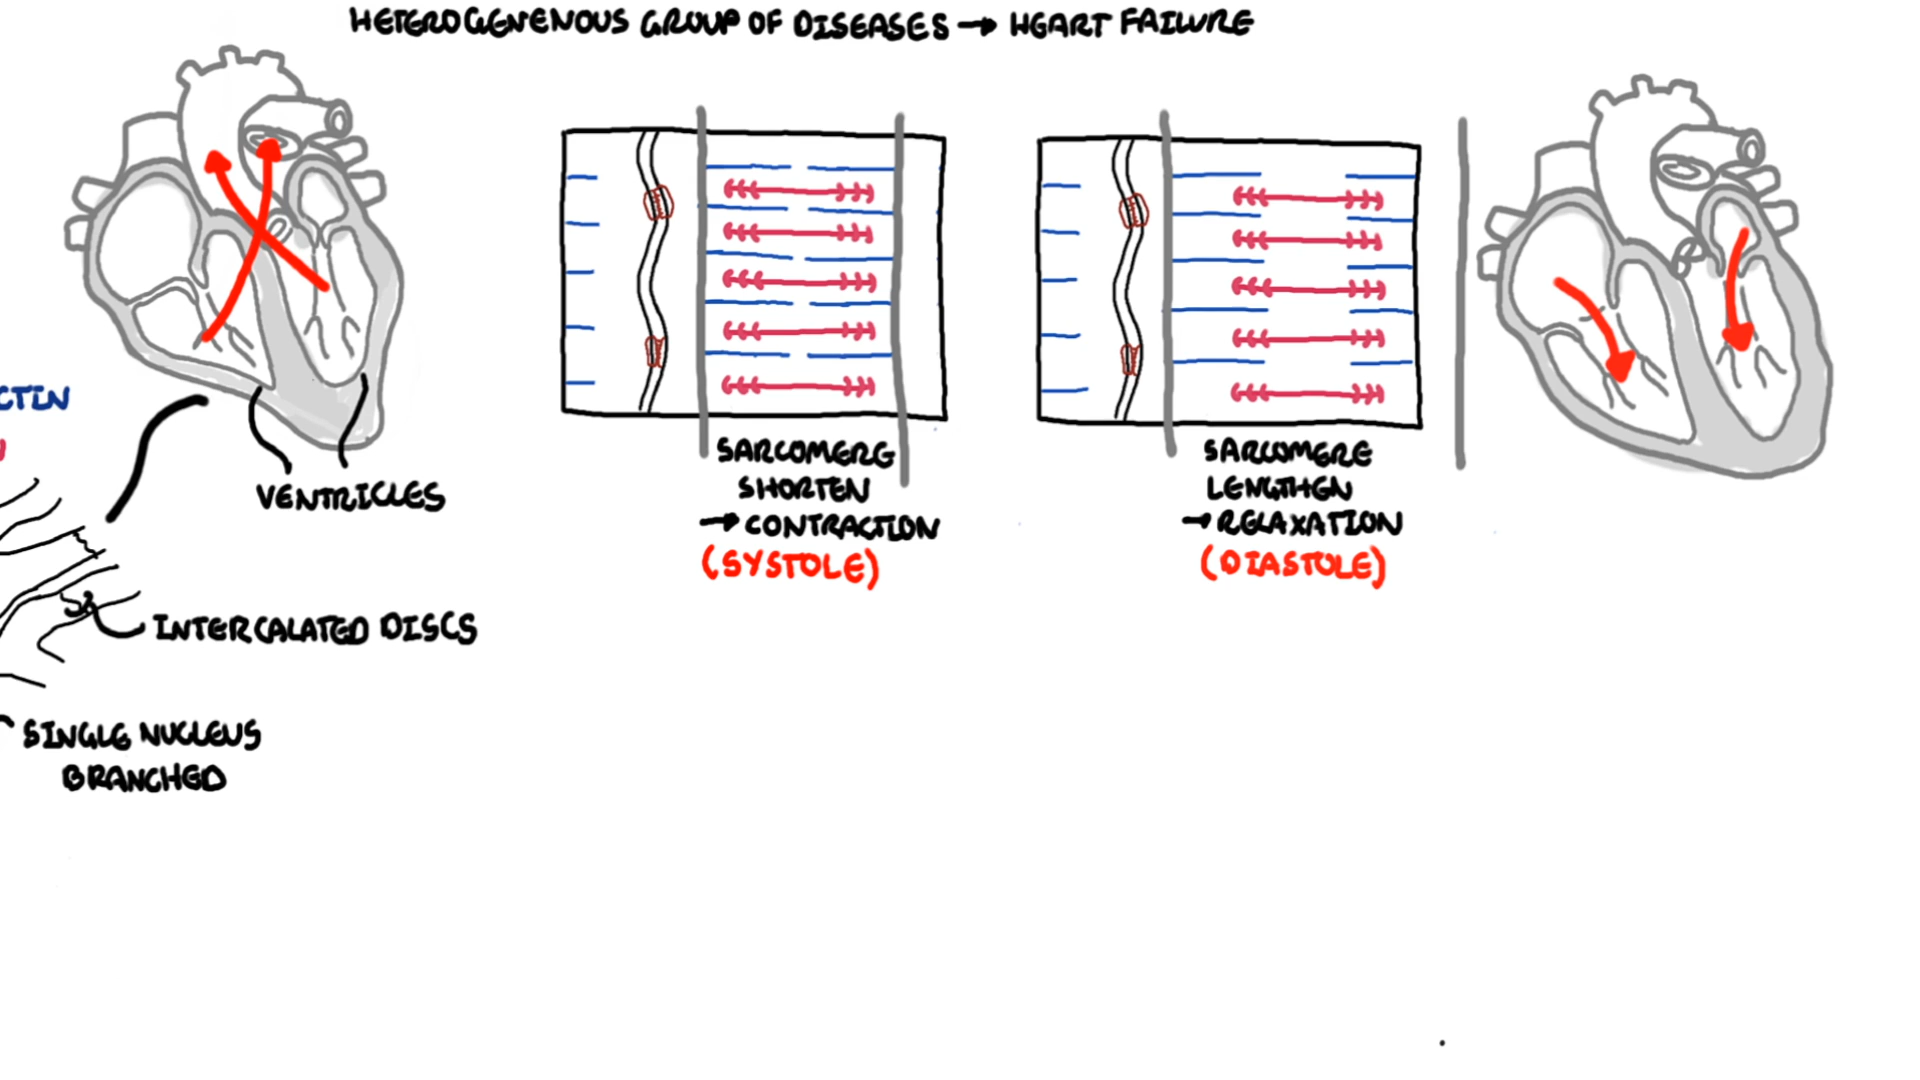 HETEROGENENOUS GROUP OF DISEASES → HEART FAILURE
CTIN
VENTRICLES
INTERCALATED DISCS
SINGLE NUCLEUS
BRANCHED
SARCOMERE
SHORTEN
→ CONTRACTION
(SYSTOLE)
SARCOMERE
LENGTHEN
→ RELAXATION
(DIASTOLE)